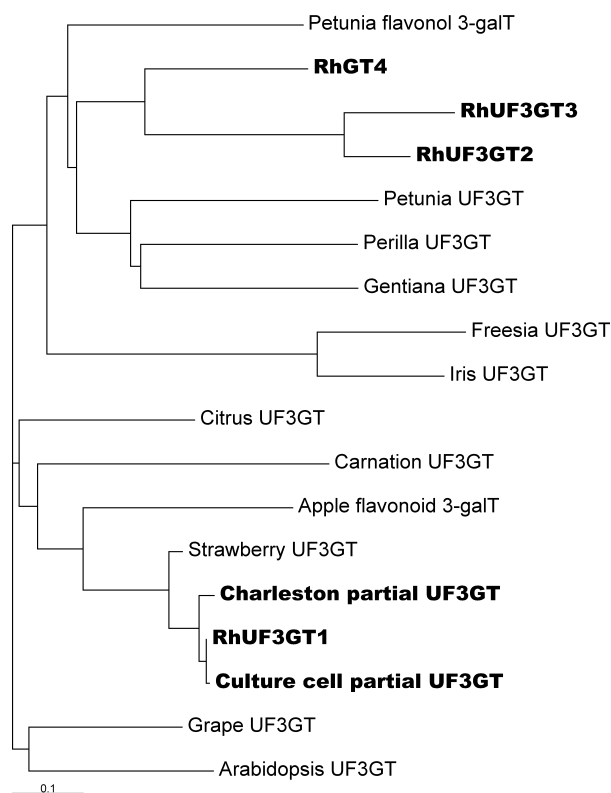 Petunia flavonol 3-galT
RhGT4
RhUF3GT3
RhUF3GT2
Petunia UF3GT
Perilla UF3GT
Gentiana UF3GT
Freesia UF3GT
Iris UF3GT
Citrus UF3GT
Carnation UF3GT
Apple flavonoid 3-galT
Strawberry UF3GT
Charleston partial UF3GT
RhUF3GT1
Culture cell partial UF3GT
Grape UF3GT
Arabidopsis UF3GT
0.1